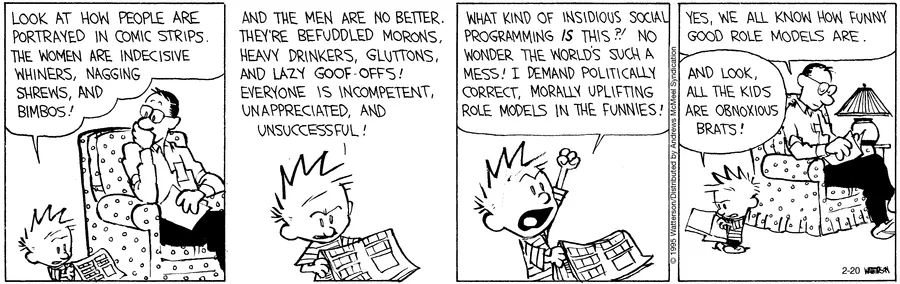 LOOK AT HOW PEOPLE ARE
PORTRAYED IN COMIC STRIPS.
THE WOMEN ARE INDECISIVE
WHINERS, NAGGING
SHREWS, AND
BIMBOS!
AND THE MEN ARE NO BETTER.
THEY'RE BEFUDDLED MORONS,
HEAVY DRINKERS, GLUTTONS,
AND LAZY GOOF-OFFS!
EVERYONE IS INCOMPETENT,
UNAPPRECIATED, AND
UNSUCCESSFUL!
WHAT KIND OF INSIDIOUS SOCIAL
PROGRAMMING IS THIS?! NO
WONDER THE WORLD'S SUCH A
MESS! I DEMAND POLITICALLY
CORRECT, MORALLY UPLIFTING
ROLE MODELS IN THE FUNNIES!
© 1995 Watterson/Distributed by Andrews McMeel Syndication
YES, WE ALL KNOW HOW FUNNY
GOOD ROLE MODELS ARE.
AND LOOK,
ALL THE KIDS
ARE OBNOXIOUS
BRATS!
2-20 WATTERSON